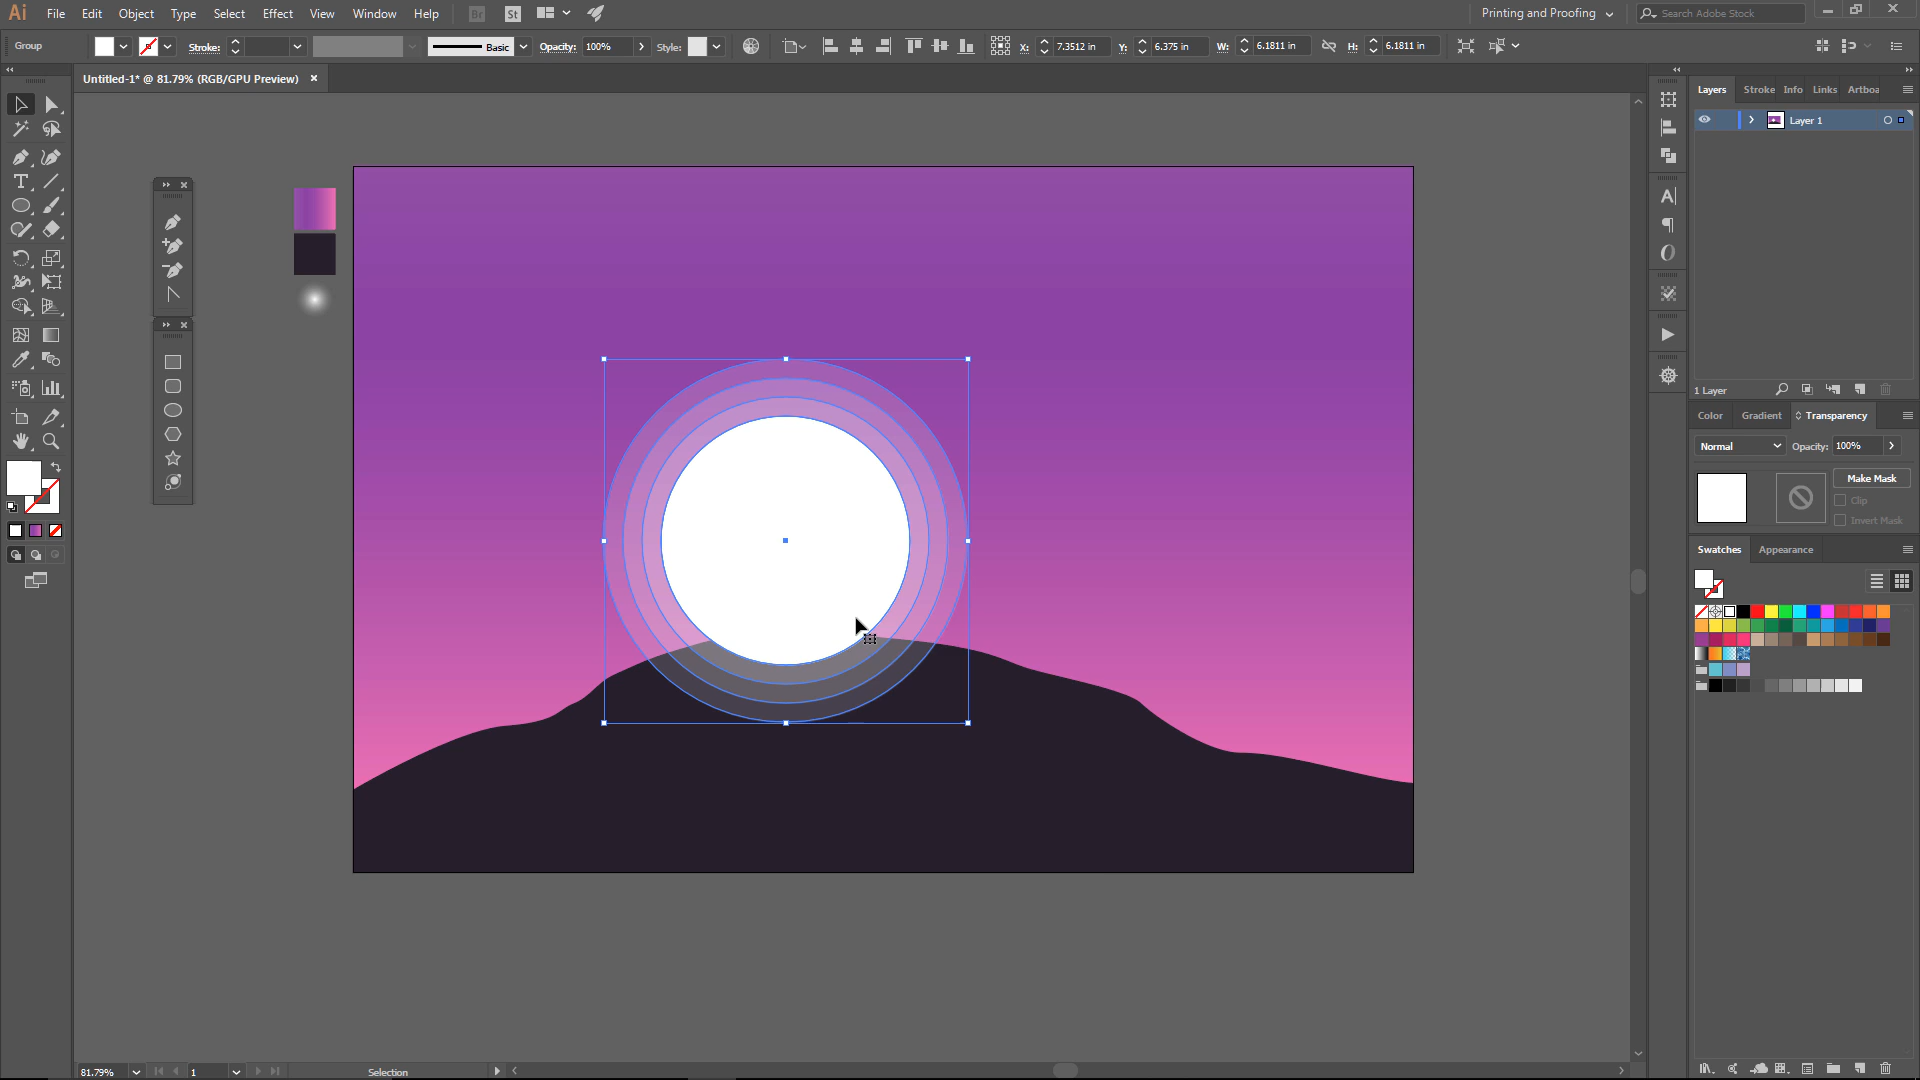 Ai File Edit Object Type Select Effect View Window Help Br St Printing and Proofing Search Adobe Stock
Group Stroke: Basic Opacity: 100% Style: X: 7.3512 in Y: 6.375 in W: 6.1811 in H: 6.1811 in
Untitled-1* @ 81.79% (RGB/GPU Preview)
Layers Stroke Info Links Artboa
Layer 1
1 Layer
Color Gradient Transparency
Normal Opacity: 100%
Make Mask
Clip
Invert Mask
Swatches Appearance
81.79% 1 Selection